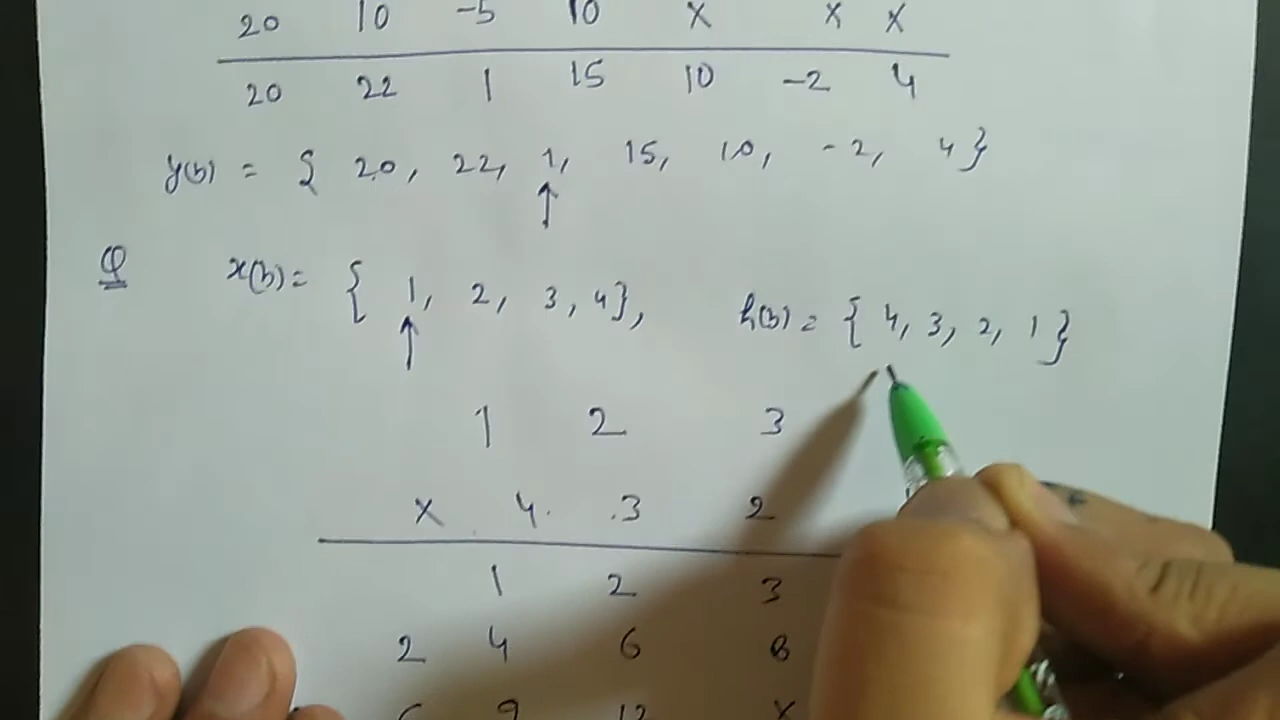 20 10 -5 10 x x x
20 22 1 15 10 -2 4
y(n) = { 20, 22, 1, 15, 10, -2, 4}
↑
Q x(n)= { 1, 2, 3, 4}, h(n)= { 4, 3, 2, 1}
↑
1 2 3
x 4. .3 2
1 2 3
2 4 6 8
9 12 x